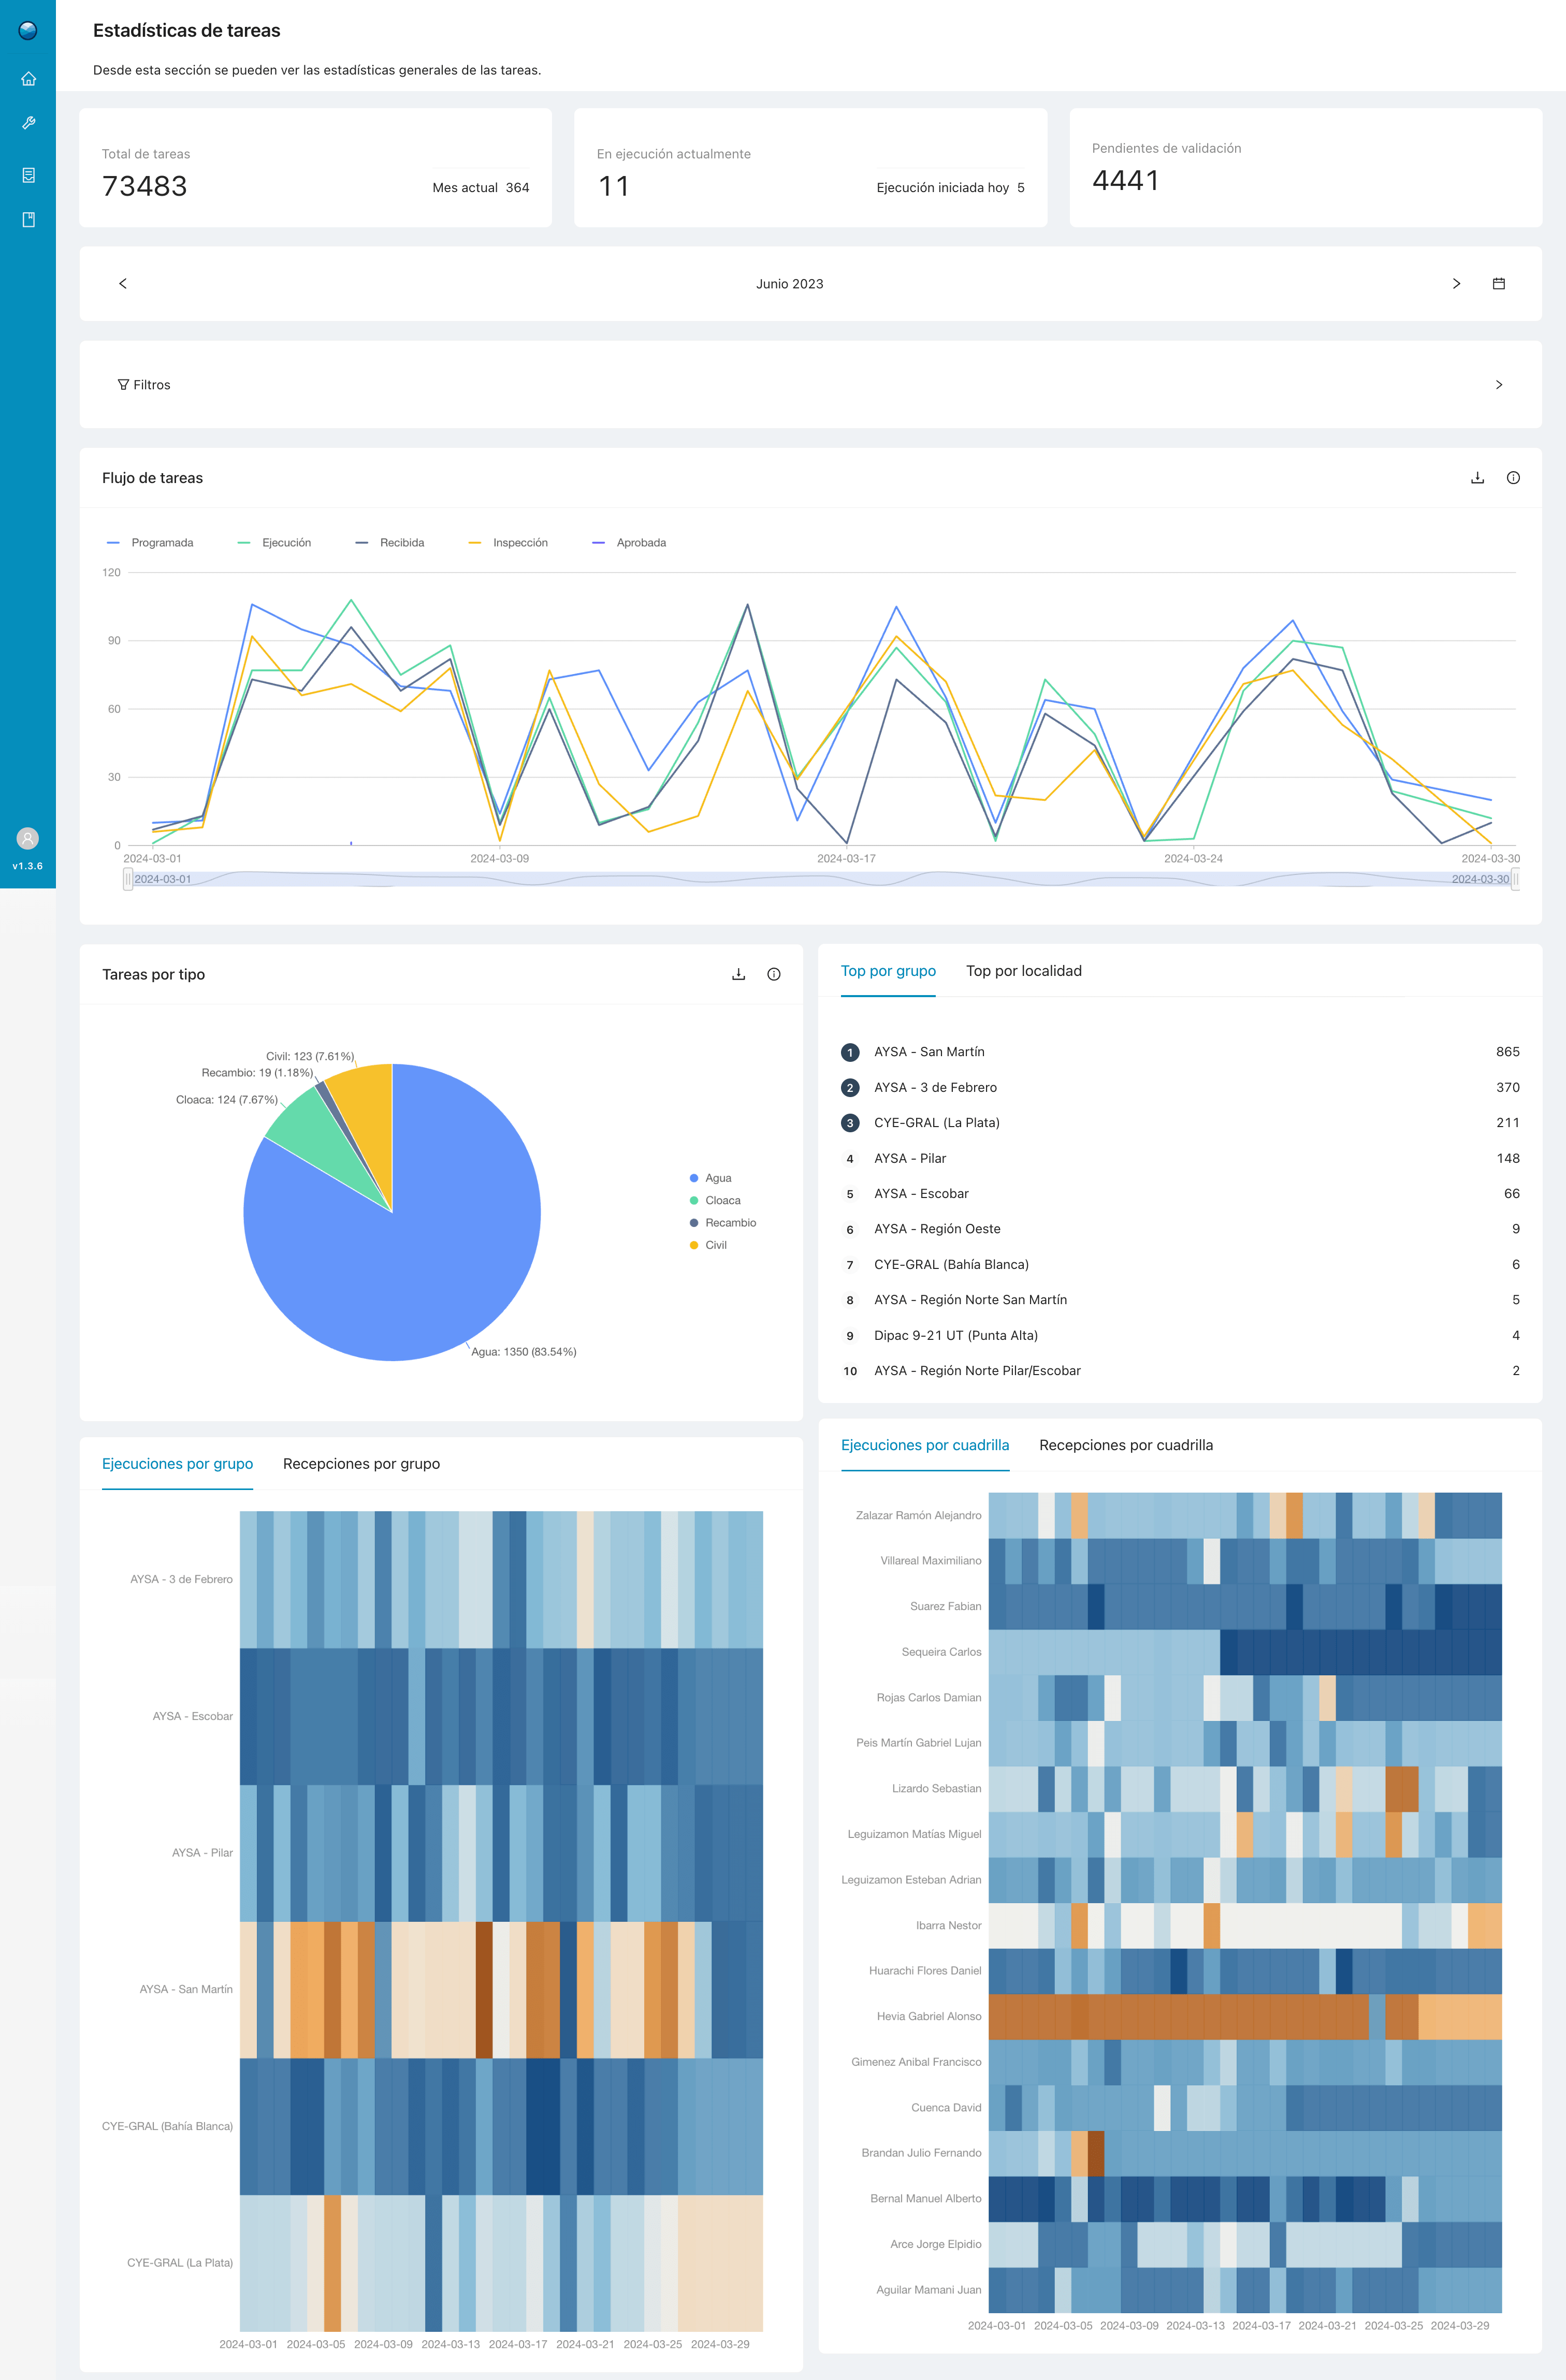 Estadísticas de tareas
Desde esta sección se pueden ver las estadísticas generales de las tareas.
Total de tareas
73483
Mes actual 364
En ejecución actualmente
11
Ejecución iniciada hoy 5
Pendientes de validación
4441
Junio 2023
Filtros
Flujo de tareas
Programada Ejecución Recibida Inspección Aprobada
120
90
60
30
0
2024-03-01 2024-03-09 2024-03-17 2024-03-24 2024-03-30
2024-03-01 2024-03-30
v1.3.6
Tareas por tipo
Civil: 123 (7.61%)
Recambio: 19 (1.18%)
Cloaca: 124 (7.67%)
Agua: 1350 (83.54%)
Agua
Cloaca
Recambio
Civil
Top por grupo Top por localidad
1 AYSA - San Martín 865
2 AYSA - 3 de Febrero 370
3 CYE-GRAL (La Plata) 211
4 AYSA - Pilar 148
5 AYSA - Escobar 66
6 AYSA - Región Oeste 9
7 CYE-GRAL (Bahía Blanca) 6
8 AYSA - Región Norte San Martín 5
9 Dipac 9-21 UT (Punta Alta) 4
10 AYSA - Región Norte Pilar/Escobar 2
Ejecuciones por grupo Recepciones por grupo
AYSA - 3 de Febrero
AYSA - Escobar
AYSA - Pilar
AYSA - San Martín
CYE-GRAL (Bahía Blanca)
CYE-GRAL (La Plata)
2024-03-01 2024-03-05 2024-03-09 2024-03-13 2024-03-17 2024-03-21 2024-03-25 2024-03-29
Ejecuciones por cuadrilla Recepciones por cuadrilla
Zalazar Ramón Alejandro
Villareal Maximiliano
Suarez Fabian
Sequeira Carlos
Rojas Carlos Damian
Peis Martín Gabriel Lujan
Lizardo Sebastian
Leguizamon Matías Miguel
Leguizamon Esteban Adrian
Ibarra Nestor
Huarachi Flores Daniel
Hevia Gabriel Alonso
Gimenez Anibal Francisco
Cuenca David
Brandan Julio Fernando
Bernal Manuel Alberto
Arce Jorge Elpidio
Aguilar Mamani Juan
2024-03-01 2024-03-05 2024-03-09 2024-03-13 2024-03-17 2024-03-21 2024-03-25 2024-03-29